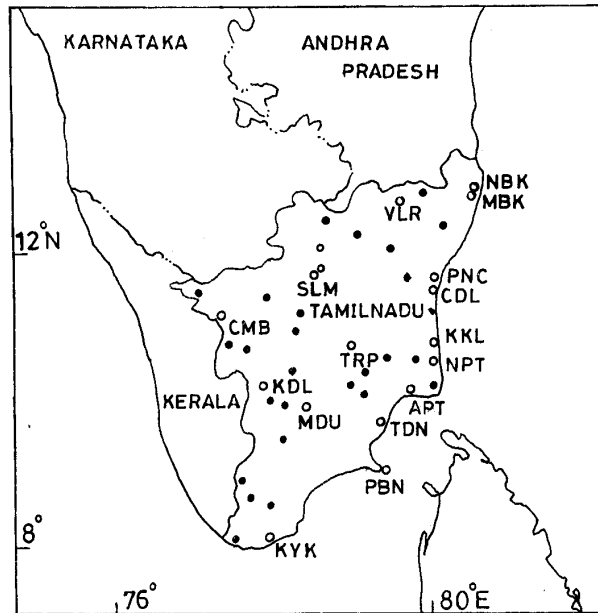 KARNATAKA
ANDHRA
PRADESH
NBK
MBK
VLR
12°N
PNC
SLM
CDL
TAMILNADU
CMB
KKL
TRP
NPT
KDL
KERALA
APT
MDU
TDN
PBN
8°
KYK
76°
80°E